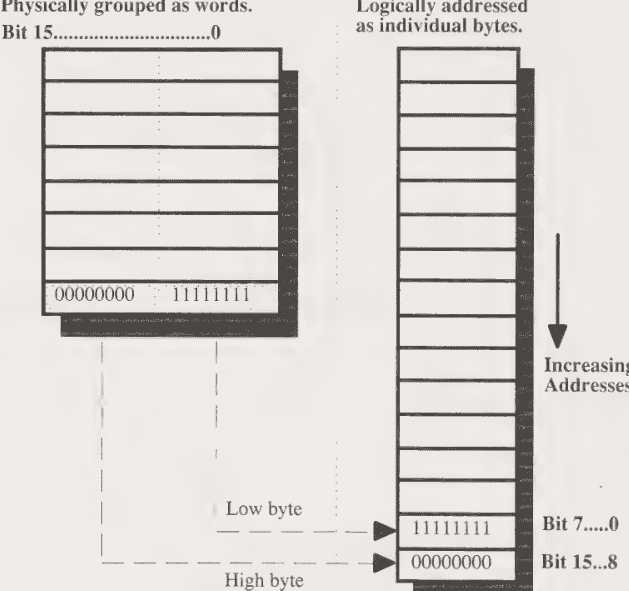 Physically grouped as words.
Bit 15................................0
Logically addressed
as individual bytes.
00000000 11111111
Increasing
Addresses
Low byte
11111111 Bit 7.....0
00000000 Bit 15...8
High byte